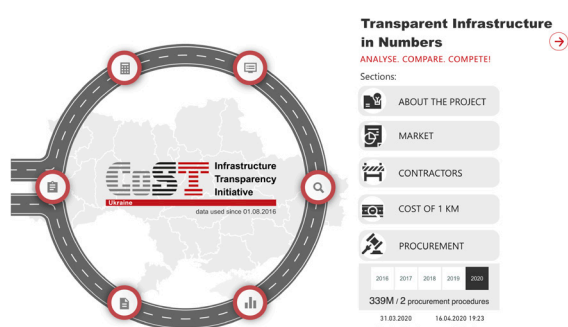 Transparent Infrastructure
in Numbers
ANALYSE. COMPARE. COMPETE!
Sections:
ABOUT THE PROJECT
MARKET
CONTRACTORS
COST OF 1 KM
PROCUREMENT
2016 2017 2018 2019 2020
339M / 2 procurement procedures
31.03.2020 16.04.2020 19:23
CoST
Infrastructure
Transparency
Initiative
Ukraine
data used since 01.08.2016